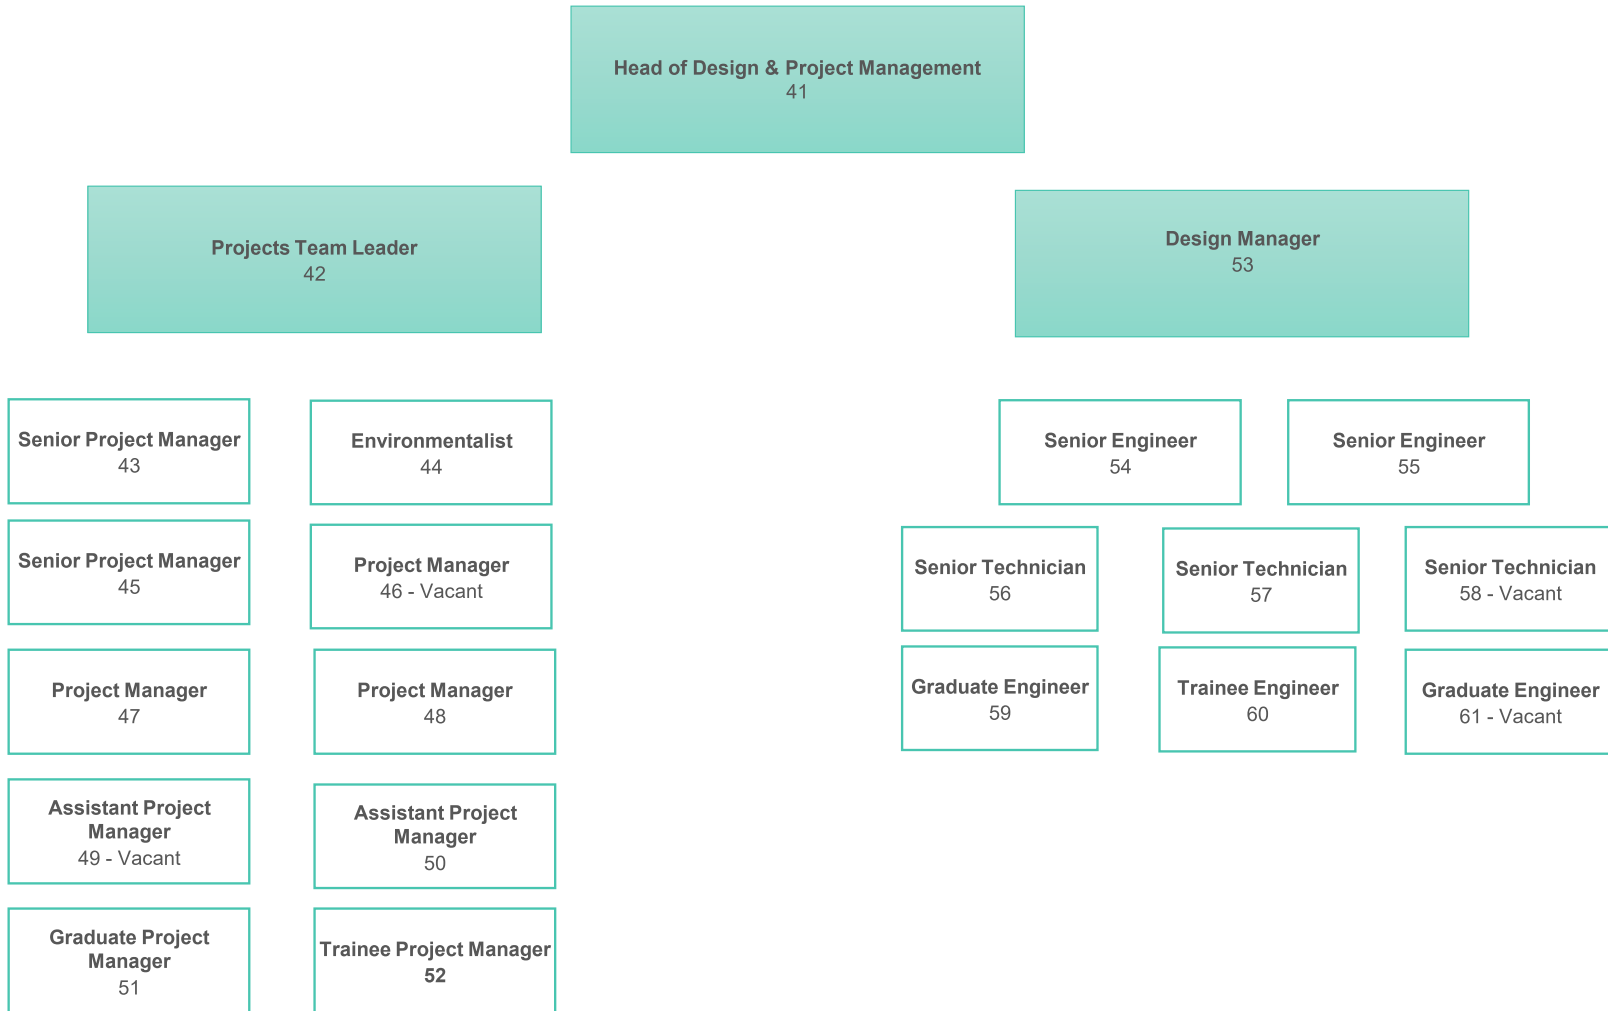 Head of Design & Project Management
41
Projects Team Leader
42
Design Manager
53
Senior Project Manager
43
Environmentalist
44
Senior Engineer
54
Senior Engineer
55
Senior Project Manager
45
Project Manager
46 - Vacant
Senior Technician
56
Senior Technician
57
Senior Technician
58 - Vacant
Project Manager
47
Project Manager
48
Graduate Engineer
59
Trainee Engineer
60
Graduate Engineer
61 - Vacant
Assistant Project
Manager
49 - Vacant
Assistant Project
Manager
50
Graduate Project
Manager
51
Trainee Project Manager
52